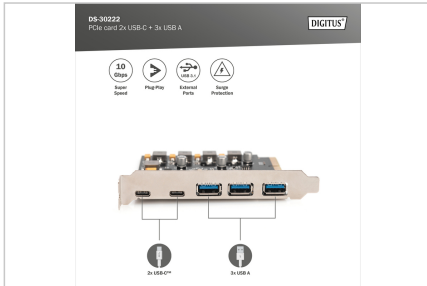 DS-30222
PCIe card 2x USB-C + 3x USB A
DIGITUS®
10
Gbps
USB 3.1
Super
Speed
Plug-Play
External
Ports
Surge
Protection
2x USB-C™
3x USB A